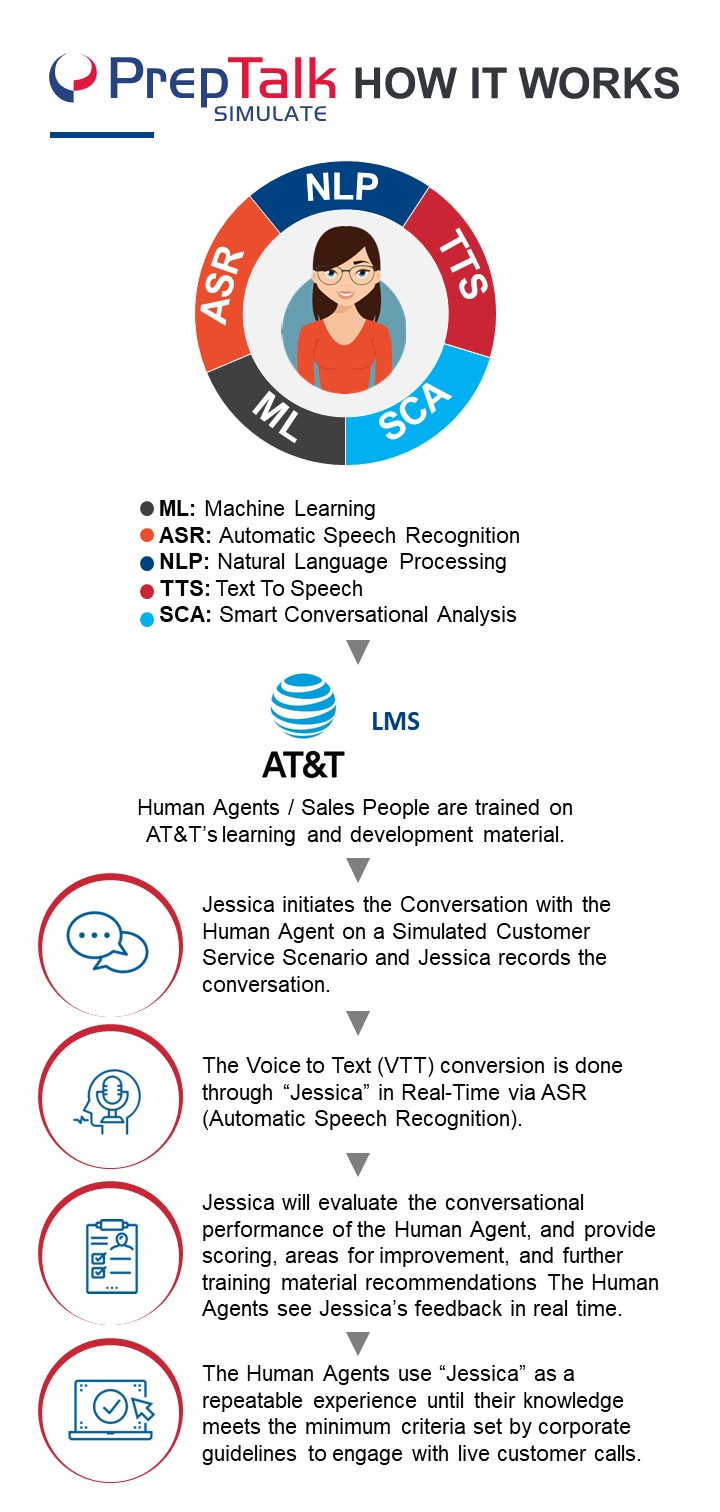 PrepTalk HOW IT WORKS
SIMULATE
NLP
ASR
TTS
ML
SCA
ML: Machine Learning
ASR: Automatic Speech Recognition
NLP: Natural Language Processing
TTS: Text To Speech
SCA: Smart Conversational Analysis
LMS
AT&T
Human Agents / Sales People are trained on
AT&T's learning and development material.
Jessica initiates the Conversation with the
Human Agent on a Simulated Customer
Service Scenario and Jessica records the
conversation.
The Voice to Text (VTT) conversion is done
through “Jessica” in Real-Time via ASR
(Automatic Speech Recognition).
Jessica will evaluate the conversational
performance of the Human Agent, and provide
scoring, areas for improvement, and further
training material recommendations The Human
Agents see Jessica's feedback in real time.
The Human Agents use “Jessica” as a
repeatable experience until their knowledge
meets the minimum criteria set by corporate
guidelines to engage with live customer calls.